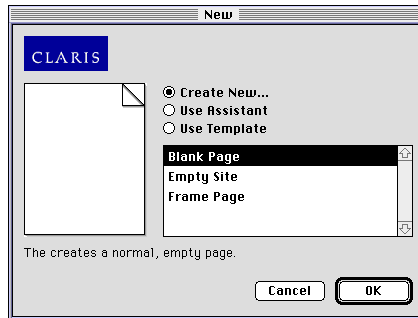 New
CLARIS
Create New...
Use Assistant
Use Template
Blank Page
Empty Site
Frame Page
The creates a normal, empty page.
Cancel OK